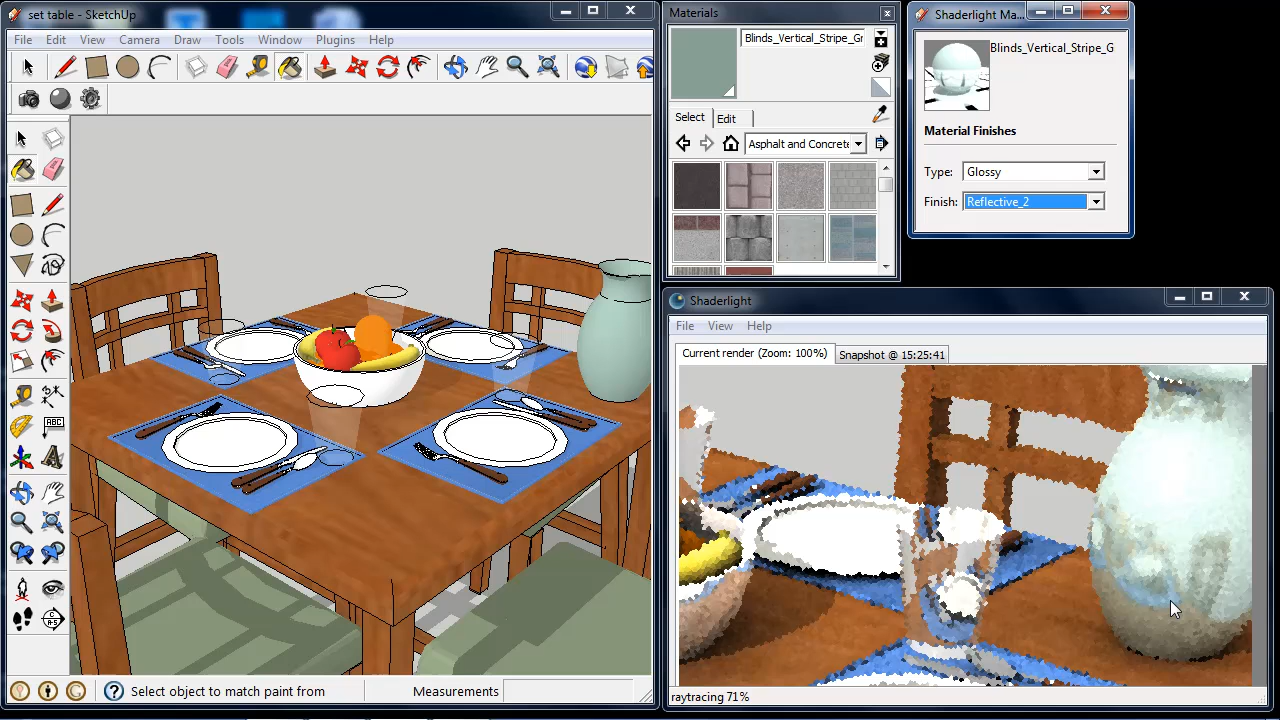 set table - SketchUp
File Edit View Camera Draw Tools Window Plugins Help
ABC
Select object to match paint from
Measurements
Materials
Blinds_Vertical_Stripe_Gr
Select Edit
Asphalt and Concrete
Shaderlight Ma...
Blinds_Vertical_Stripe_G
Material Finishes
Type: Glossy
Finish: Reflective_2
Shaderlight
File View Help
Current render (Zoom: 100%) Snapshot @ 15:25:41
raytracing 71%